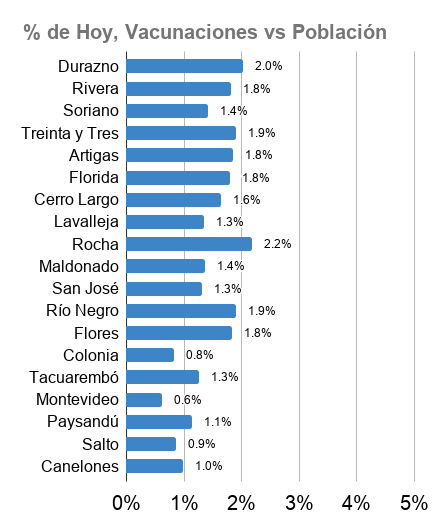 % de Hoy, Vacunaciones vs Población
Durazno 2.0%
Rivera 1.8%
Soriano 1.4%
Treinta y Tres 1.9%
Artigas 1.8%
Florida 1.8%
Cerro Largo 1.6%
Lavalleja 1.3%
Rocha 2.2%
Maldonado 1.4%
San José 1.3%
Río Negro 1.9%
Flores 1.8%
Colonia 0.8%
Tacuarembó 1.3%
Montevideo 0.6%
Paysandú 1.1%
Salto 0.9%
Canelones 1.0%
0% 1% 2% 3% 4% 5%